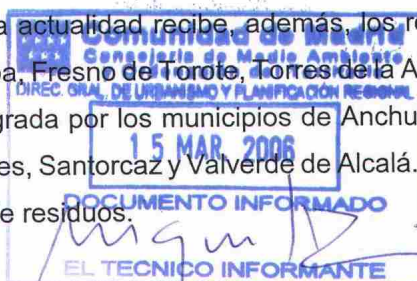 a actualidad recibe, además, los r
Comunidad de Madrid
Consejería de Medio Ambiente
pa, Fresno de Torote, Torres de la A
DIREC. GRAL. DE URBANISMO Y PLANIFICACIÓN REGIONAL
grada por los municipios de Anchu
15 MAR. 2006
es, Santorcaz y Valverde de Alcalá.
DOCUMENTO INFORMADO
e residuos.
EL TECNICO INFORMANTE